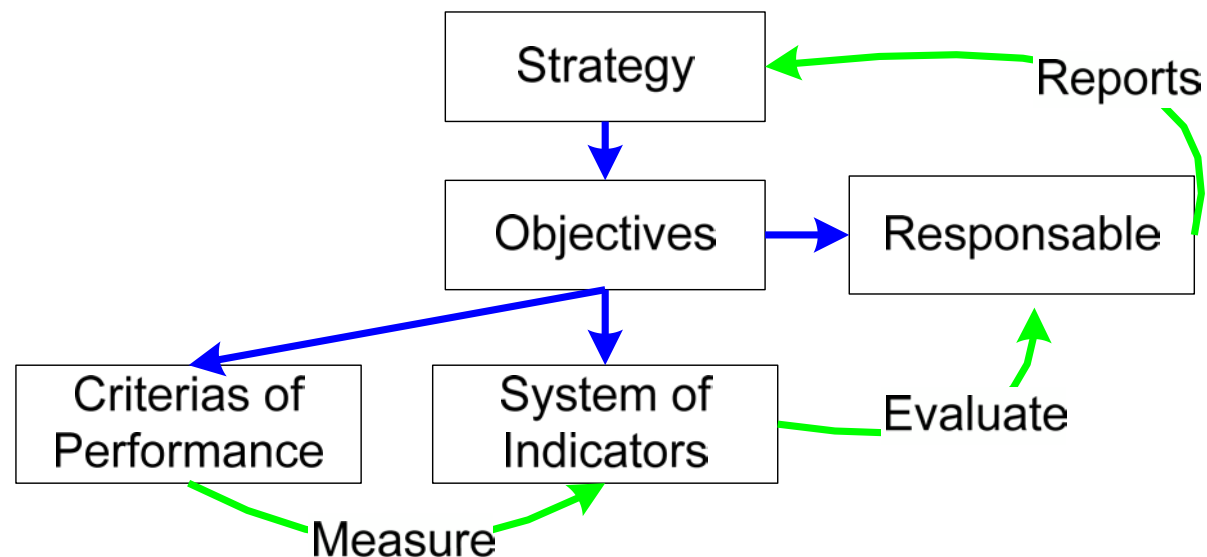 Strategy
Reports
Objectives
Responsable
Criterias of
Performance
System of
Indicators
Evaluate
Measure